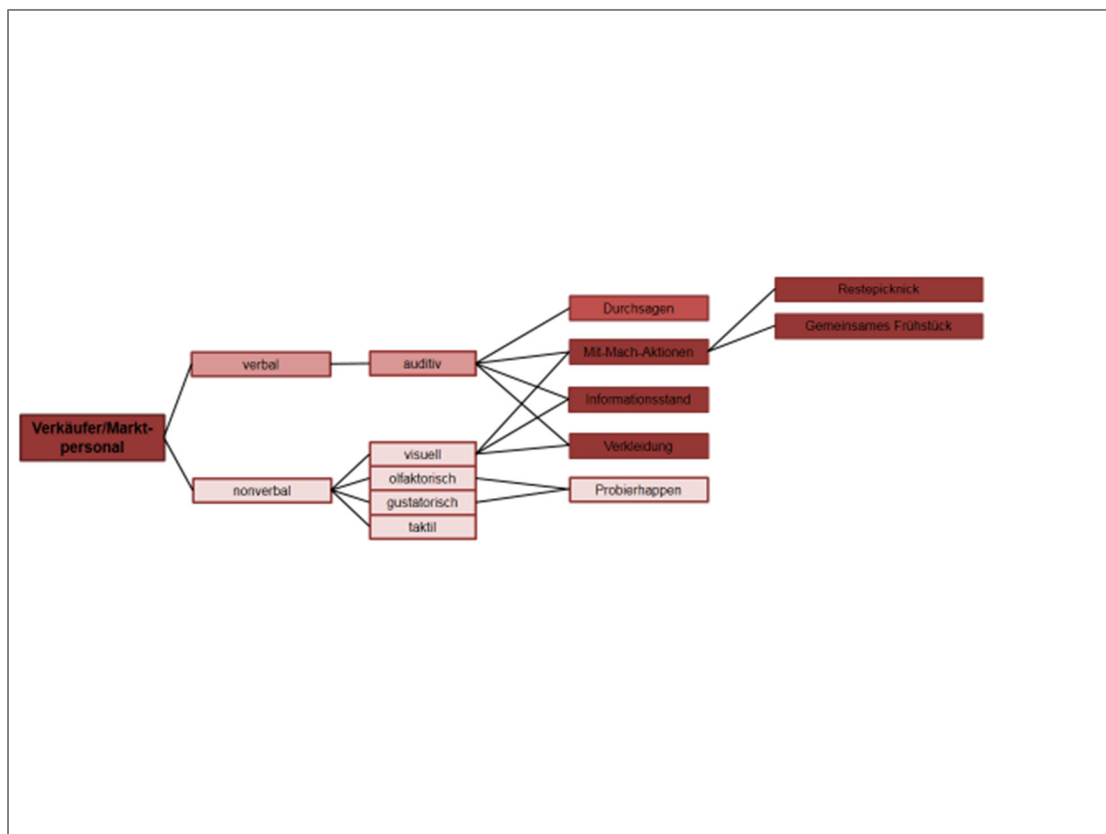 Verkäufer/Markt-
personal
verbal
nonverbal
auditiv
visuell
olfaktorisch
gustatorisch
taktil
Durchsagen
Mit-Mach-Aktionen
Informationsstand
Verkleidung
Probierhappen
Restepicknick
Gemeinsames Frühstück